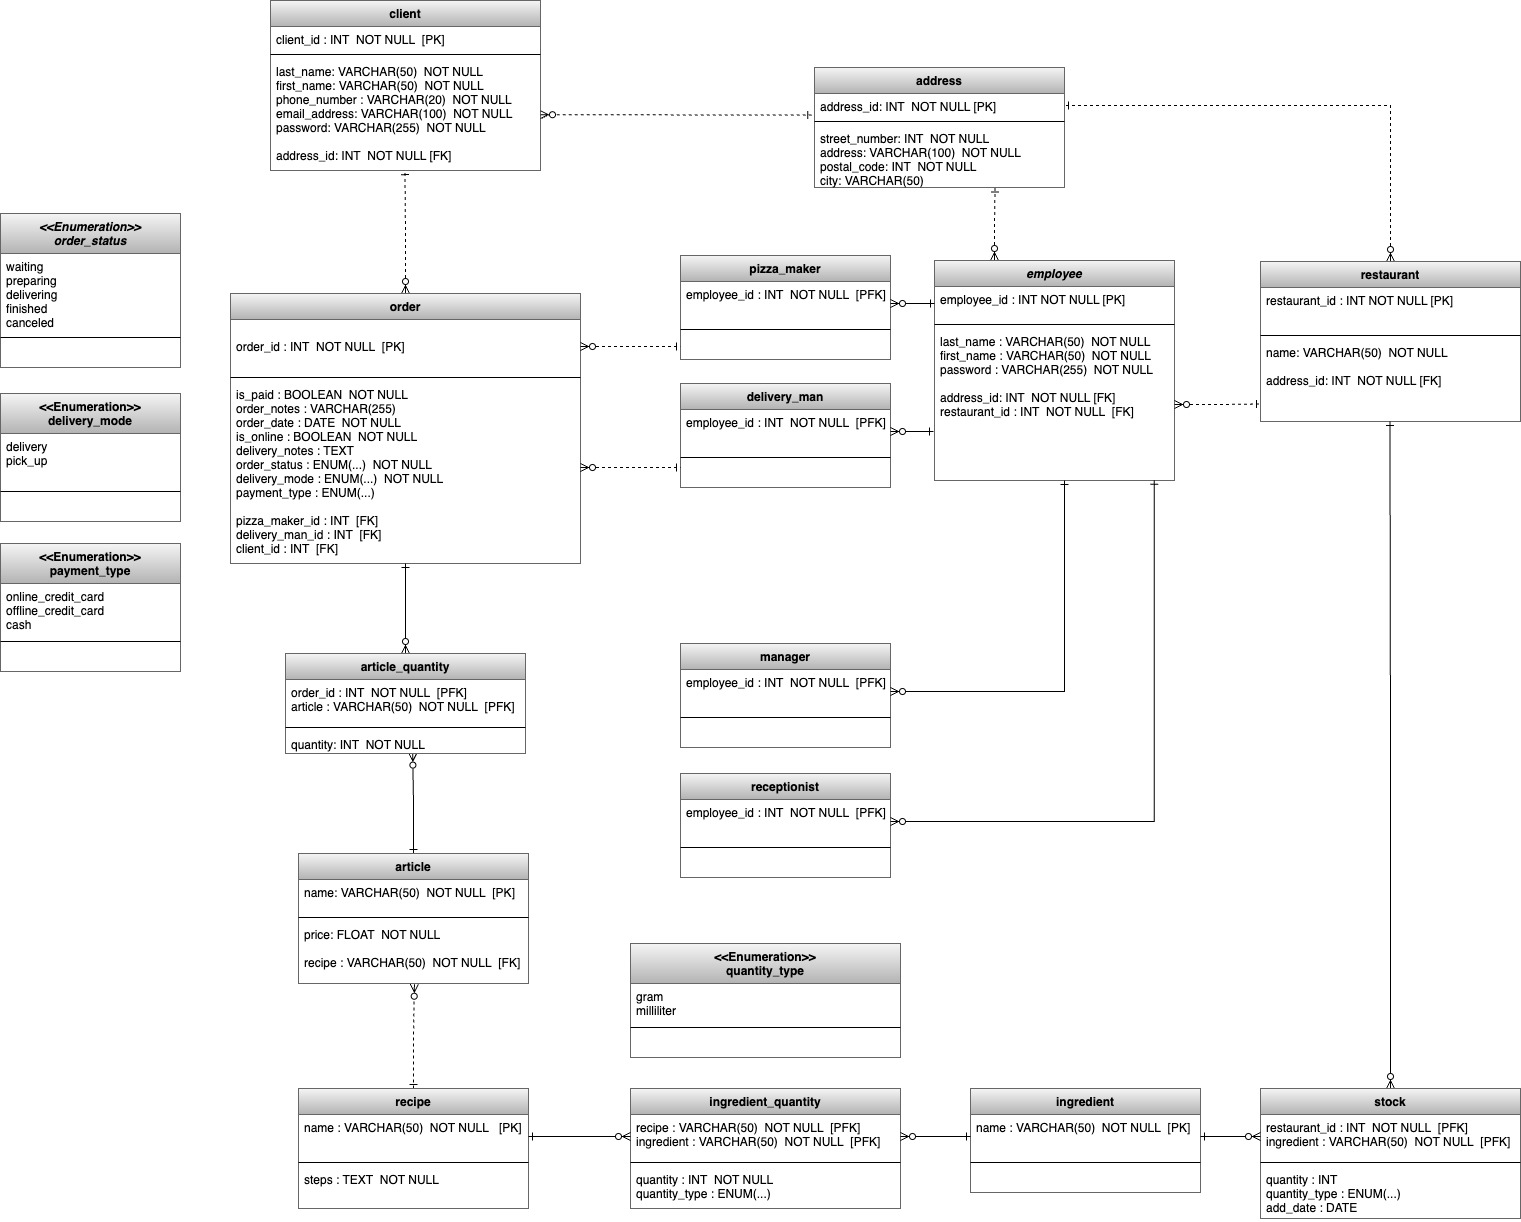 client
client_id : INT NOT NULL [PK]
last_name: VARCHAR(50) NOT NULL
first_name: VARCHAR(50) NOT NULL
phone_number : VARCHAR(20) NOT NULL
email_address: VARCHAR(100) NOT NULL
password: VARCHAR(255) NOT NULL
address_id: INT NOT NULL [FK]
address
address_id: INT NOT NULL [PK]
street_number: INT NOT NULL
address: VARCHAR(100) NOT NULL
postal_code: INT NOT NULL
city: VARCHAR(50)
<<Enumeration>>
order_status
waiting
preparing
delivering
finished
canceled
<<Enumeration>>
delivery_mode
delivery
pick_up
<<Enumeration>>
payment_type
online_credit_card
offline_credit_card
cash
order
order_id : INT NOT NULL [PK]
is_paid : BOOLEAN NOT NULL
order_notes : VARCHAR(255)
order_date : DATE NOT NULL
is_online : BOOLEAN NOT NULL
delivery_notes : TEXT
order_status : ENUM(...) NOT NULL
delivery_mode : ENUM(...) NOT NULL
payment_type : ENUM(...)
pizza_maker_id : INT [FK]
delivery_man_id : INT [FK]
client_id : INT [FK]
pizza_maker
employee_id : INT NOT NULL [PFK]
delivery_man
employee_id : INT NOT NULL [PFK]
employee
employee_id : INT NOT NULL [PK]
last_name : VARCHAR(50) NOT NULL
first_name : VARCHAR(50) NOT NULL
password : VARCHAR(255) NOT NULL
address_id: INT NOT NULL [FK]
restaurant_id : INT NOT NULL [FK]
restaurant
restaurant_id : INT NOT NULL [PK]
name: VARCHAR(50) NOT NULL
address_id: INT NOT NULL [FK]
article_quantity
order_id : INT NOT NULL [PFK]
article : VARCHAR(50) NOT NULL [PFK]
quantity: INT NOT NULL
manager
employee_id : INT NOT NULL [PFK]
receptionist
employee_id : INT NOT NULL [PFK]
article
name: VARCHAR(50) NOT NULL [PK]
price: FLOAT NOT NULL
recipe : VARCHAR(50) NOT NULL [FK]
<<Enumeration>>
quantity_type
gram
milliliter
recipe
name : VARCHAR(50) NOT NULL [PK]
steps : TEXT NOT NULL
ingredient_quantity
recipe : VARCHAR(50) NOT NULL [PFK]
ingredient : VARCHAR(50) NOT NULL [PFK]
quantity : INT NOT NULL
quantity_type : ENUM(...)
ingredient
name : VARCHAR(50) NOT NULL [PK]
stock
restaurant_id : INT NOT NULL [PFK]
ingredient : VARCHAR(50) NOT NULL [PFK]
quantity : INT
quantity_type : ENUM(...)
add_date : DATE